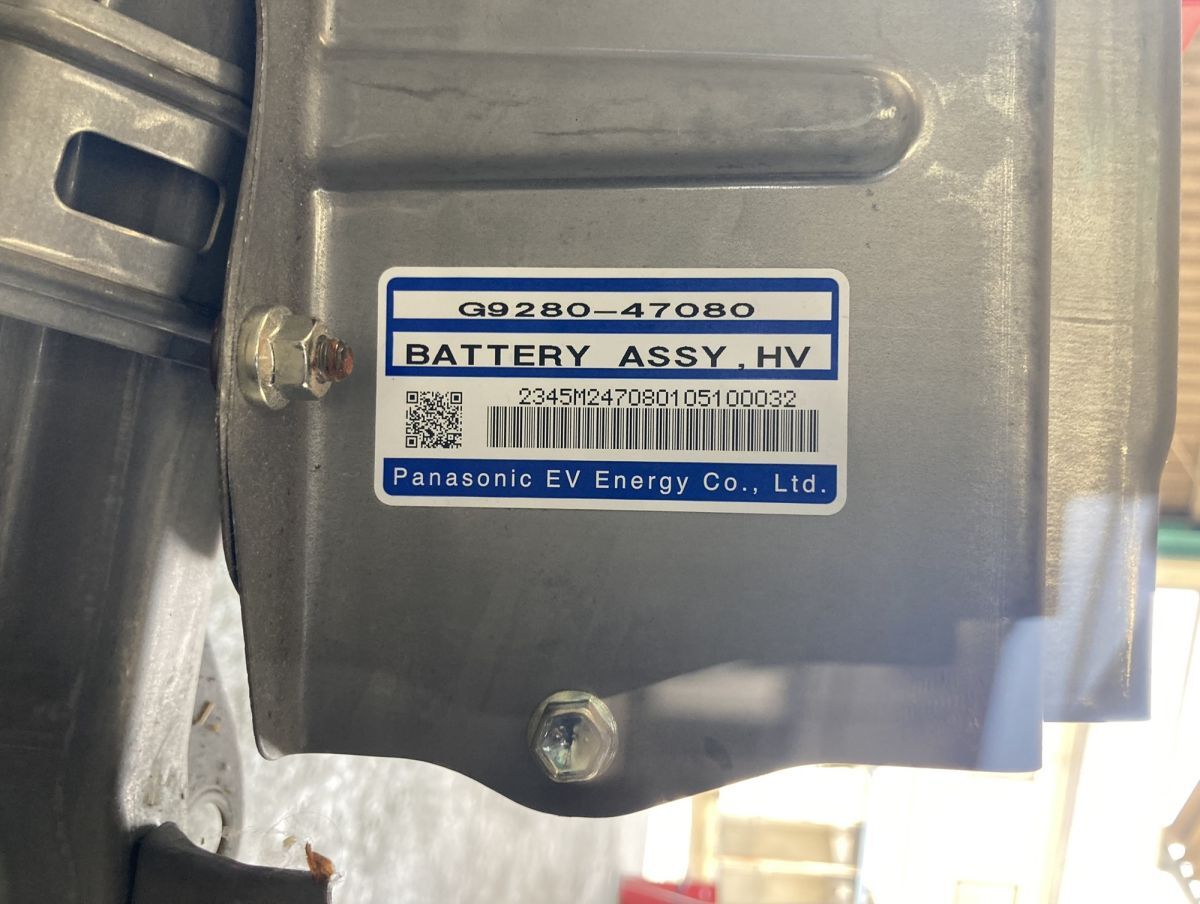 G9280-47080
BATTERY ASSY,HV
2345M247080105100032
Panasonic EV Energy Co., Ltd.